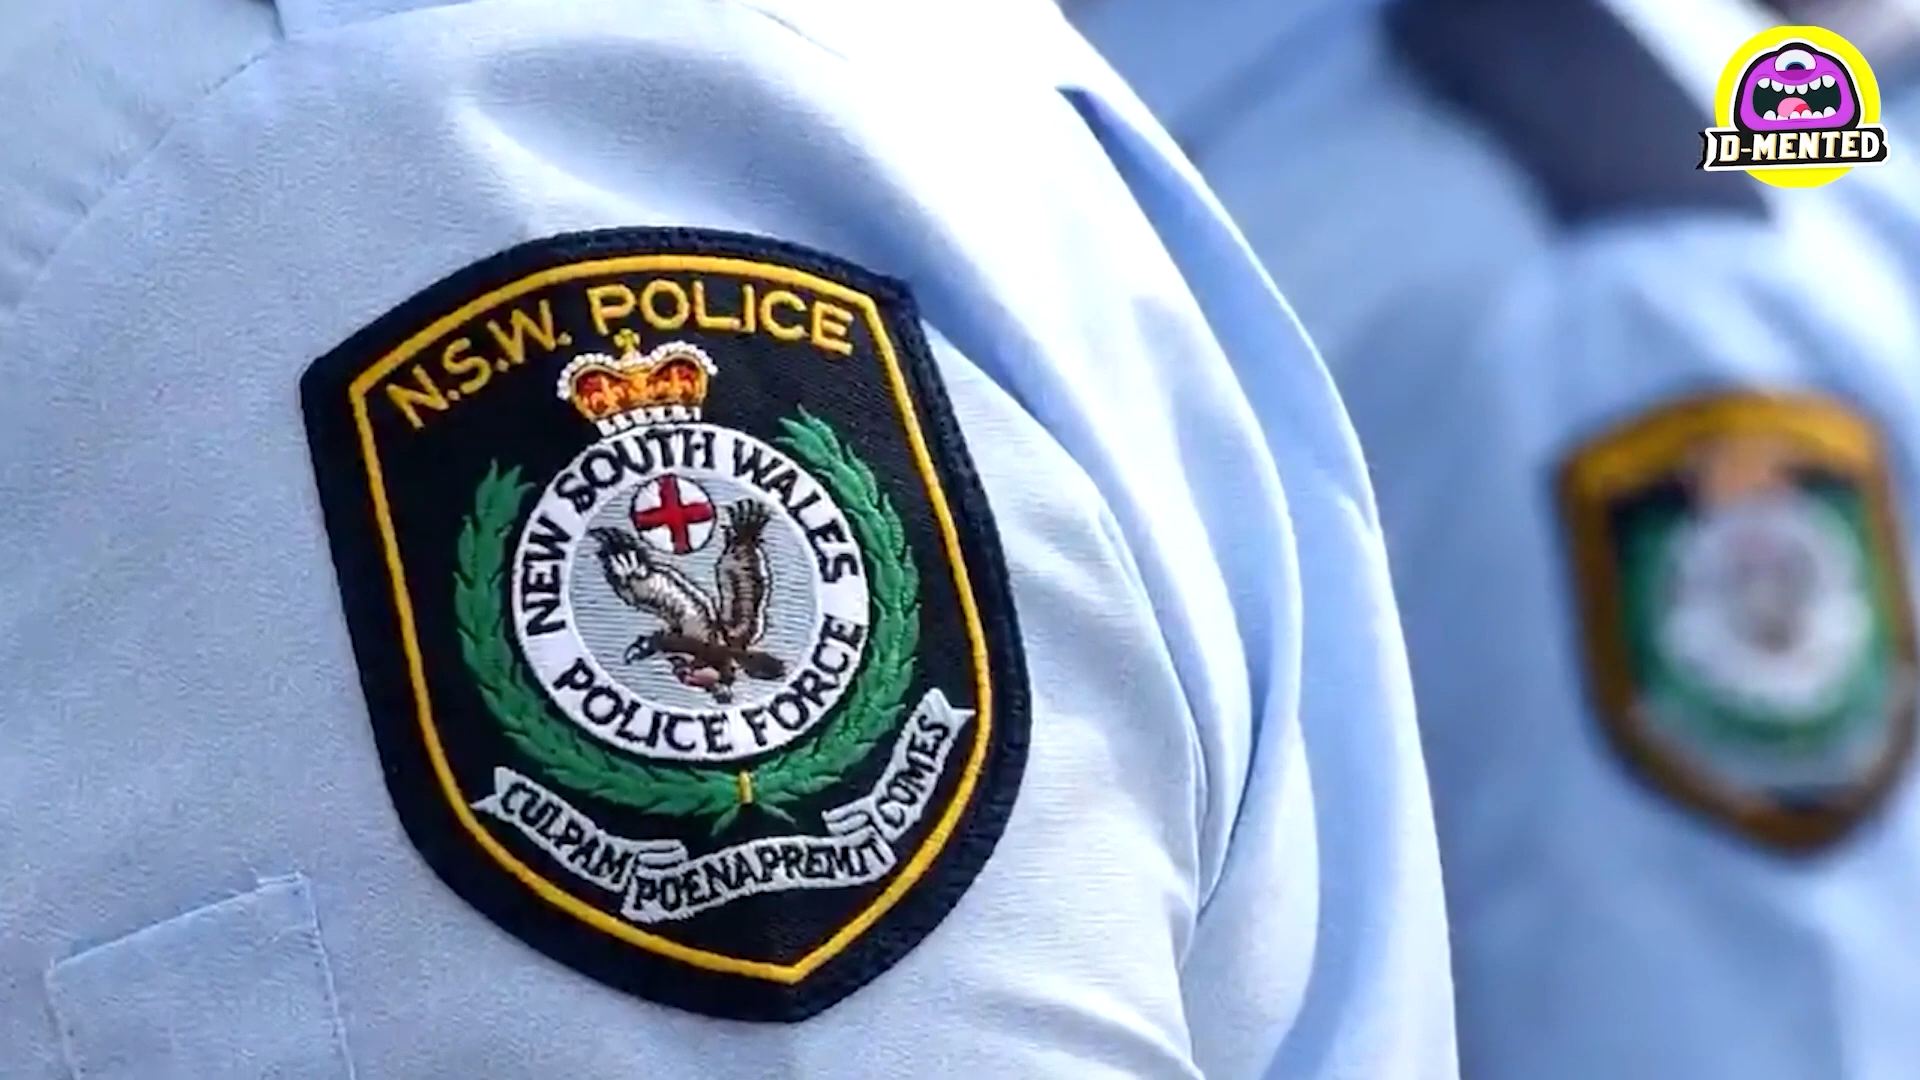 D-MENTED
N.S.W. POLICE
NEW SOUTH WALES
POLICE FORCE
CULPAM POENA PREMIT COMES